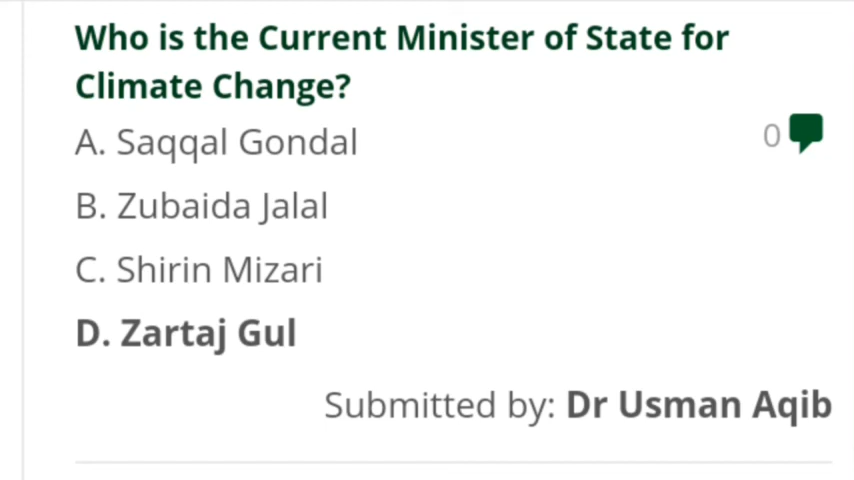 Who is the Current Minister of State for
Climate Change?
A. Saqqal Gondal
0
B. Zubaida Jalal
C. Shirin Mizari
D. Zartaj Gul
Submitted by: Dr Usman Aqib